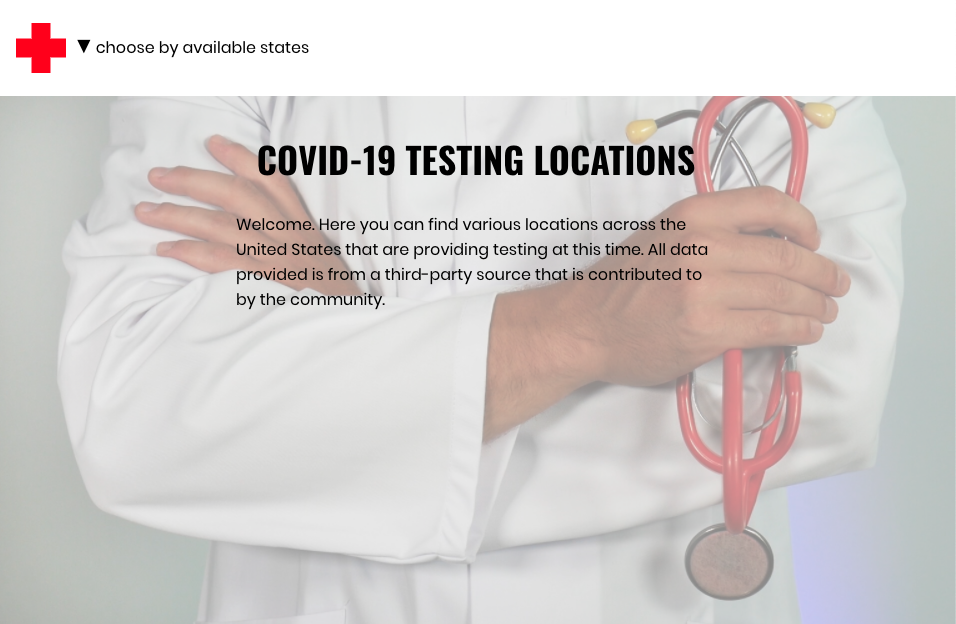 ▼ choose by available states
COVID-19 TESTING LOCATIONS
Welcome. Here you can find various locations across the
United States that are providing testing at this time. All data
provided is from a third-party source that is contributed to
by the community.